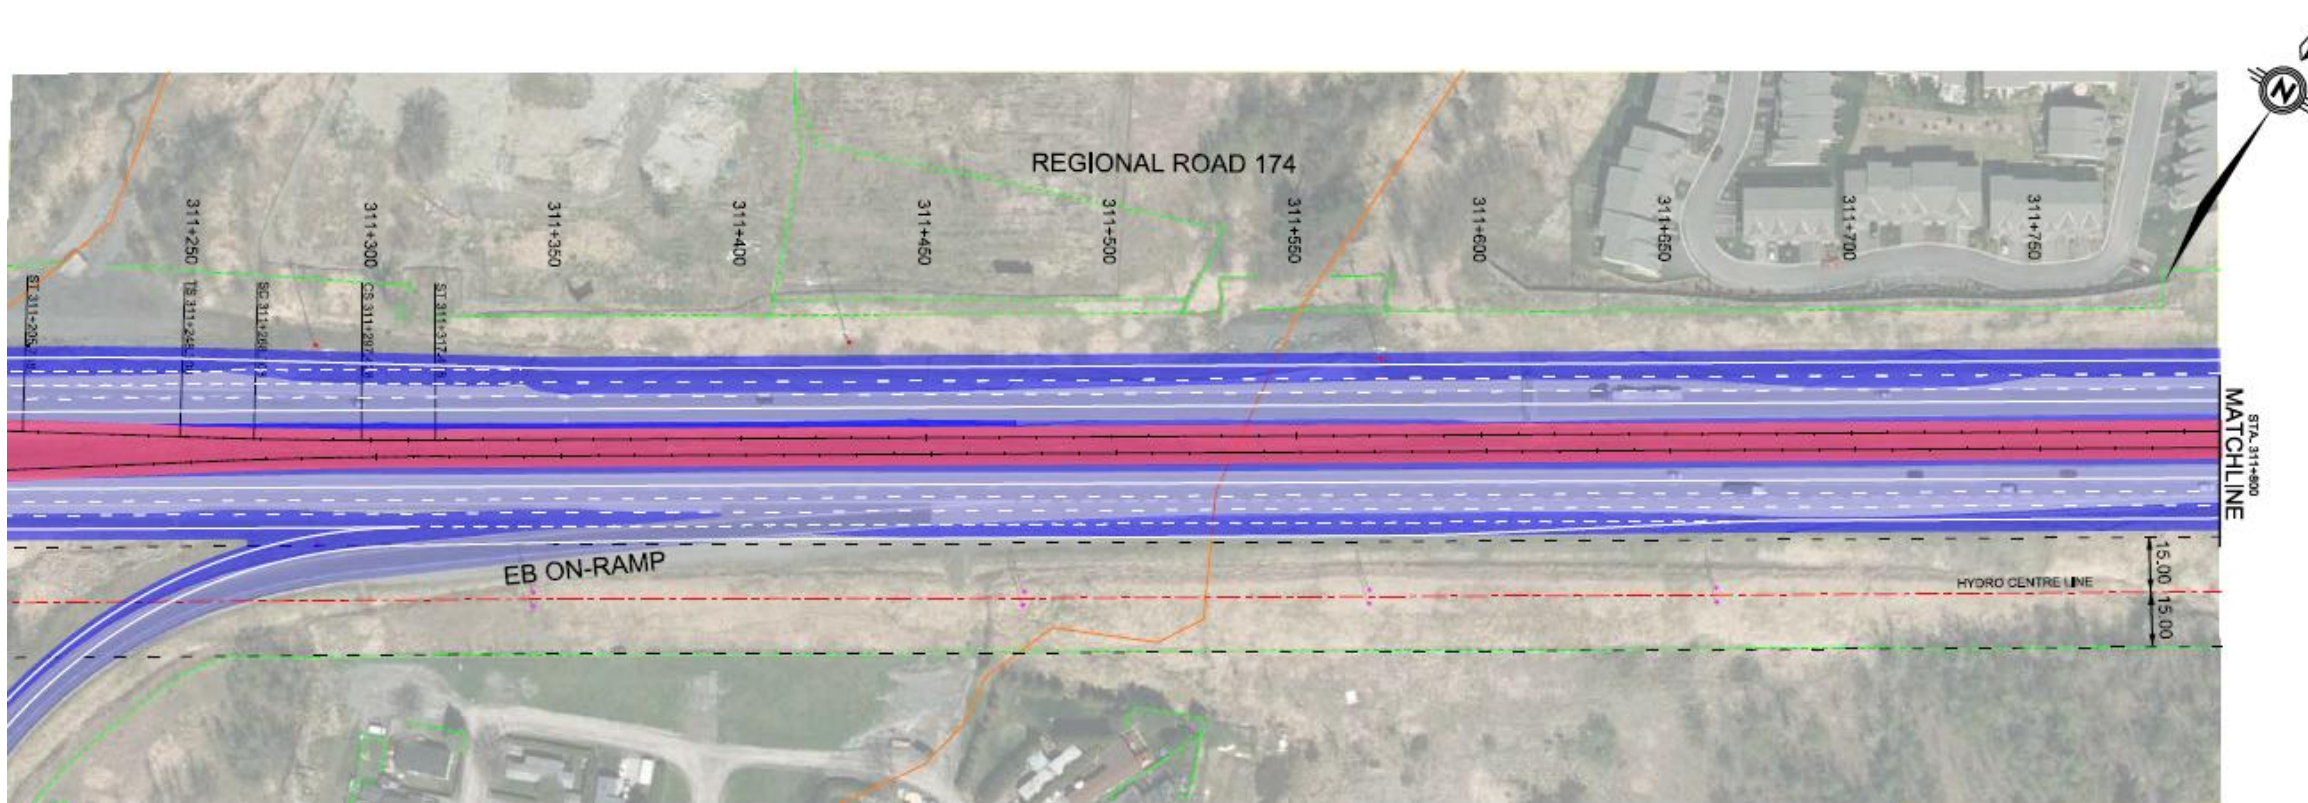 N
REGIONAL ROAD 174
311+250
311+300
311+350
311+400
311+450
311+500
311+550
311+600
311+650
311+700
311+750
MATCHLINE
STA. 311+800
EB ON-RAMP
HYDRO CENTRE LINE
15.00
15.00